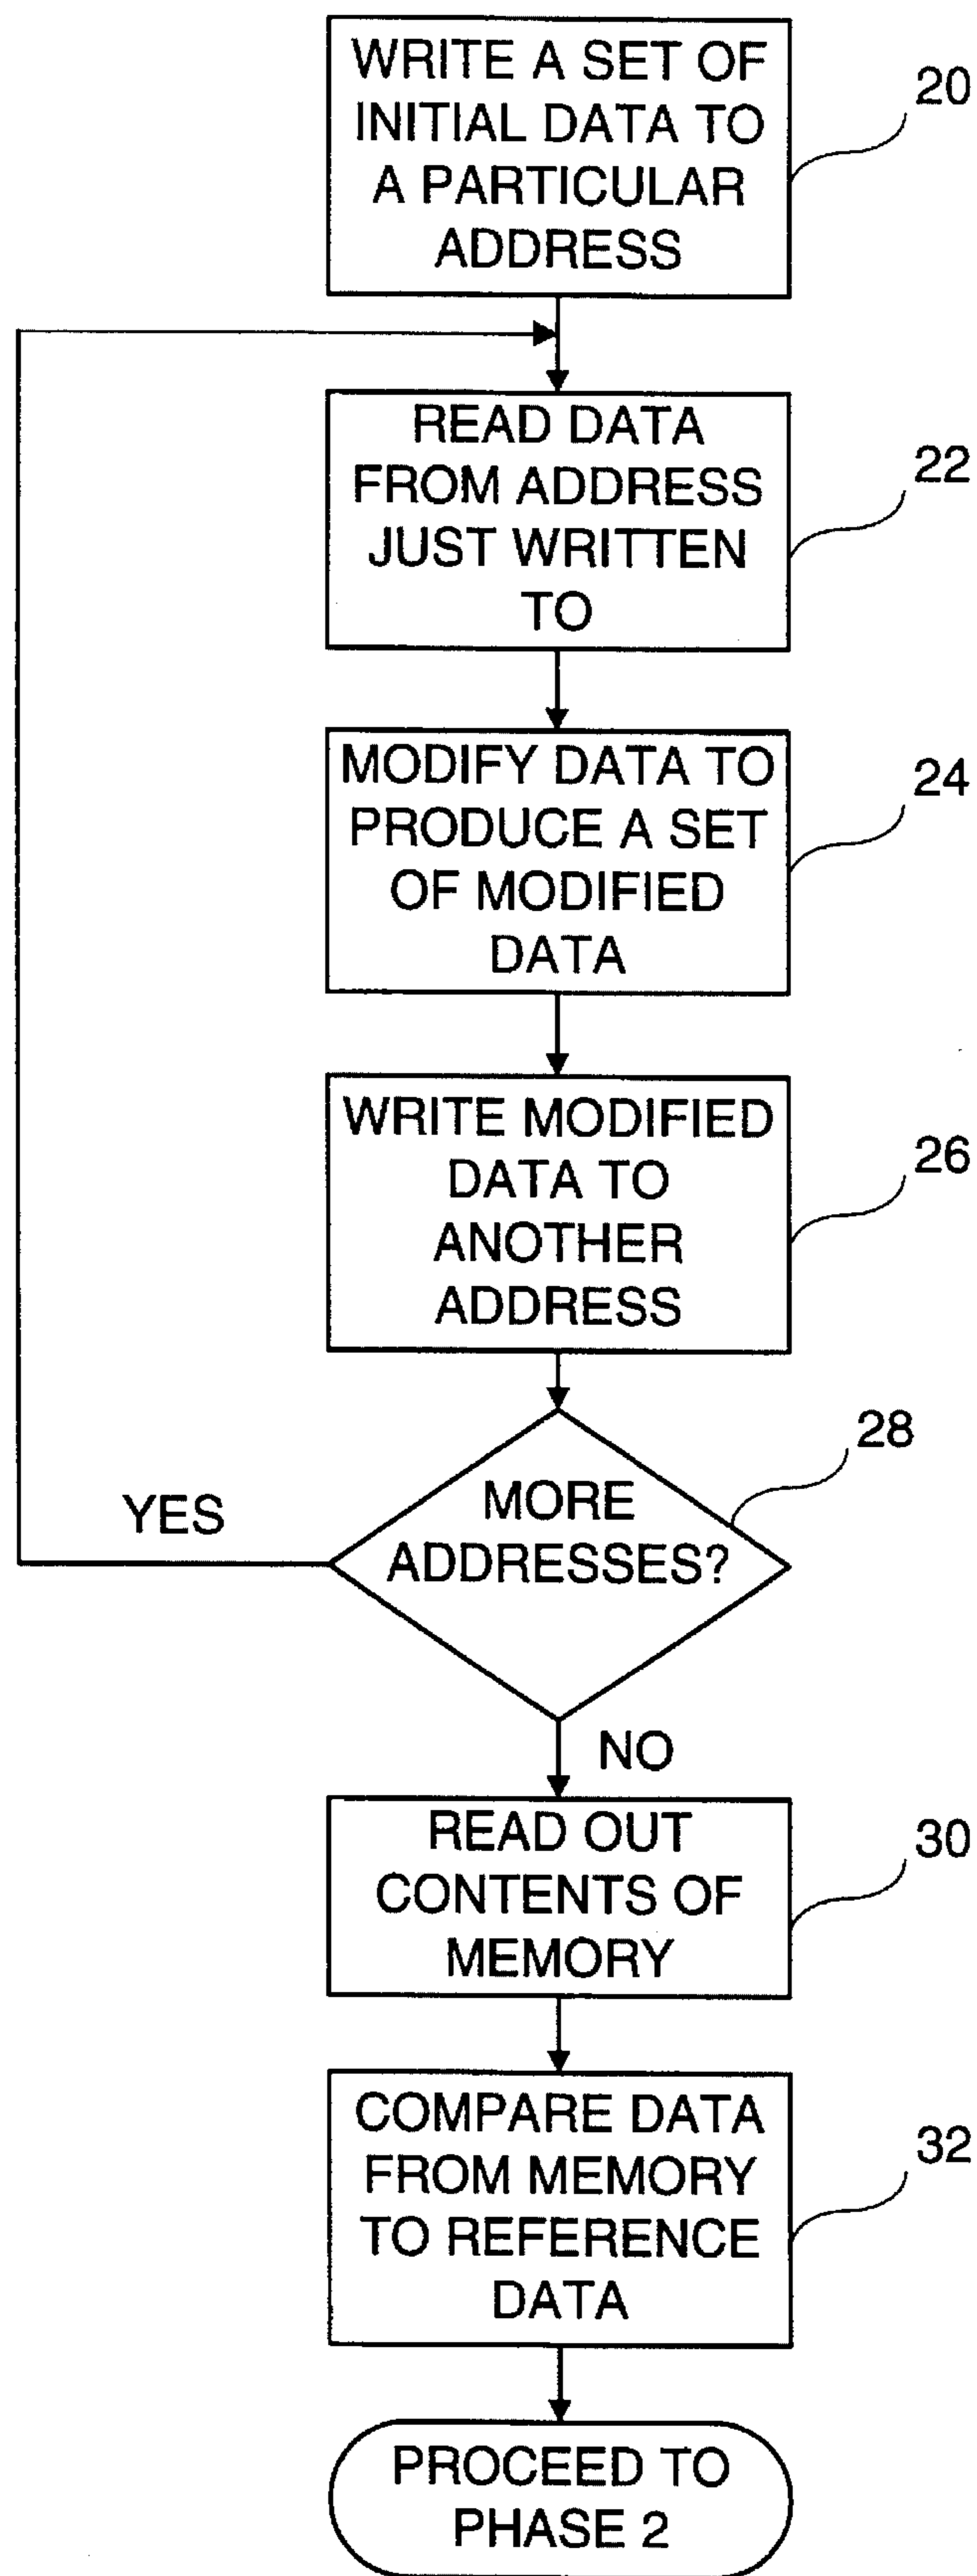 WRITE A SET OF
INITIAL DATA TO
A PARTICULAR
ADDRESS
20
READ DATA
FROM ADDRESS
JUST WRITTEN
TO
22
MODIFY DATA TO
PRODUCE A SET
OF MODIFIED
DATA
24
WRITE MODIFIED
DATA TO
ANOTHER
ADDRESS
26
MORE
ADDRESSES?
28
YES
NO
READ OUT
CONTENTS OF
MEMORY
30
COMPARE DATA
FROM MEMORY
TO REFERENCE
DATA
32
PROCEED TO
PHASE 2